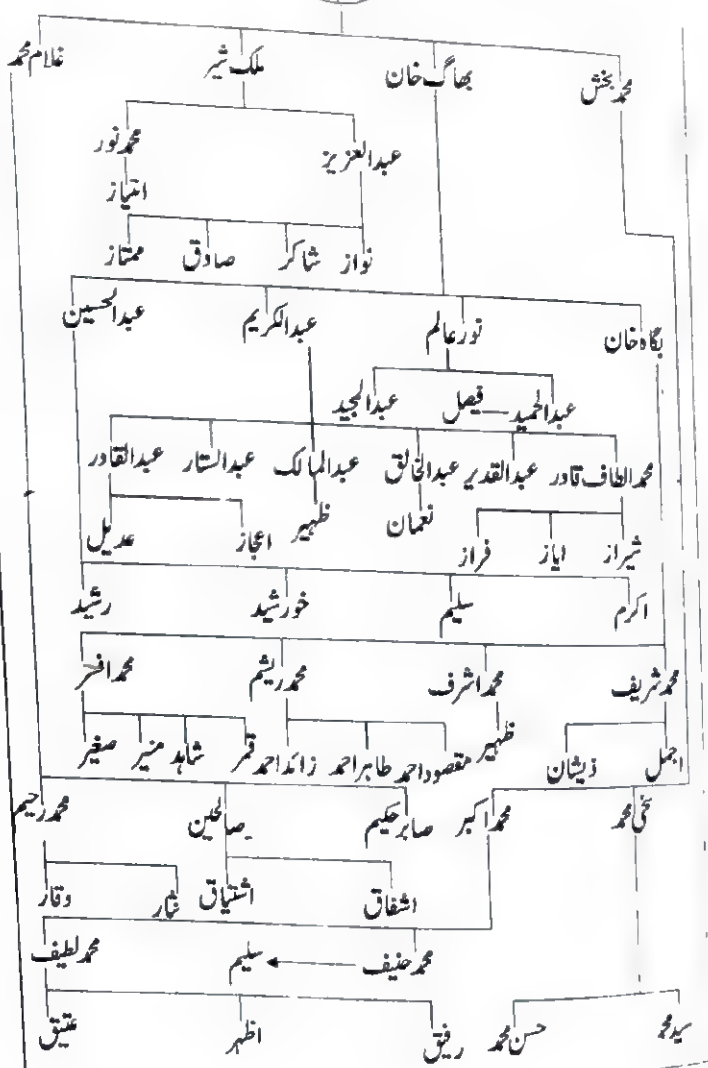 محمد بخش بھاگ خان ملک شیر غلام محمد
عبدالعزیز محمد نور
امتیاز
نواز شاکر صادق ممتاز
بگاہ خان نور عالم عبدالکریم عبدالحسین
عبدالحمید فیصل عبدالمجید
محمد الطاف قادر عبدالقدیر عبدالخالق عبدالمالک عبدالستار عبدالقادر
نعمان ظہیر
شیراز ایاز فراز اعجاز عدیل
اکرم سلیم خورشید رشید
محمد شریف محمد اشرف محمد ریشم محمد افسر
ظہیر
اجمل ذیشان مقصود احمد طاہر احمد زائد احمد قمر شاہد منیر صغیر
سخی محمد محمد اکبر صابر حکیم صالحین محمد رحیم
اشفاق اشتیاق نثار وقار
محمد حنیف سلیم محمد لطیف
سید محمد حسن محمد رفیق اظہر عتیق